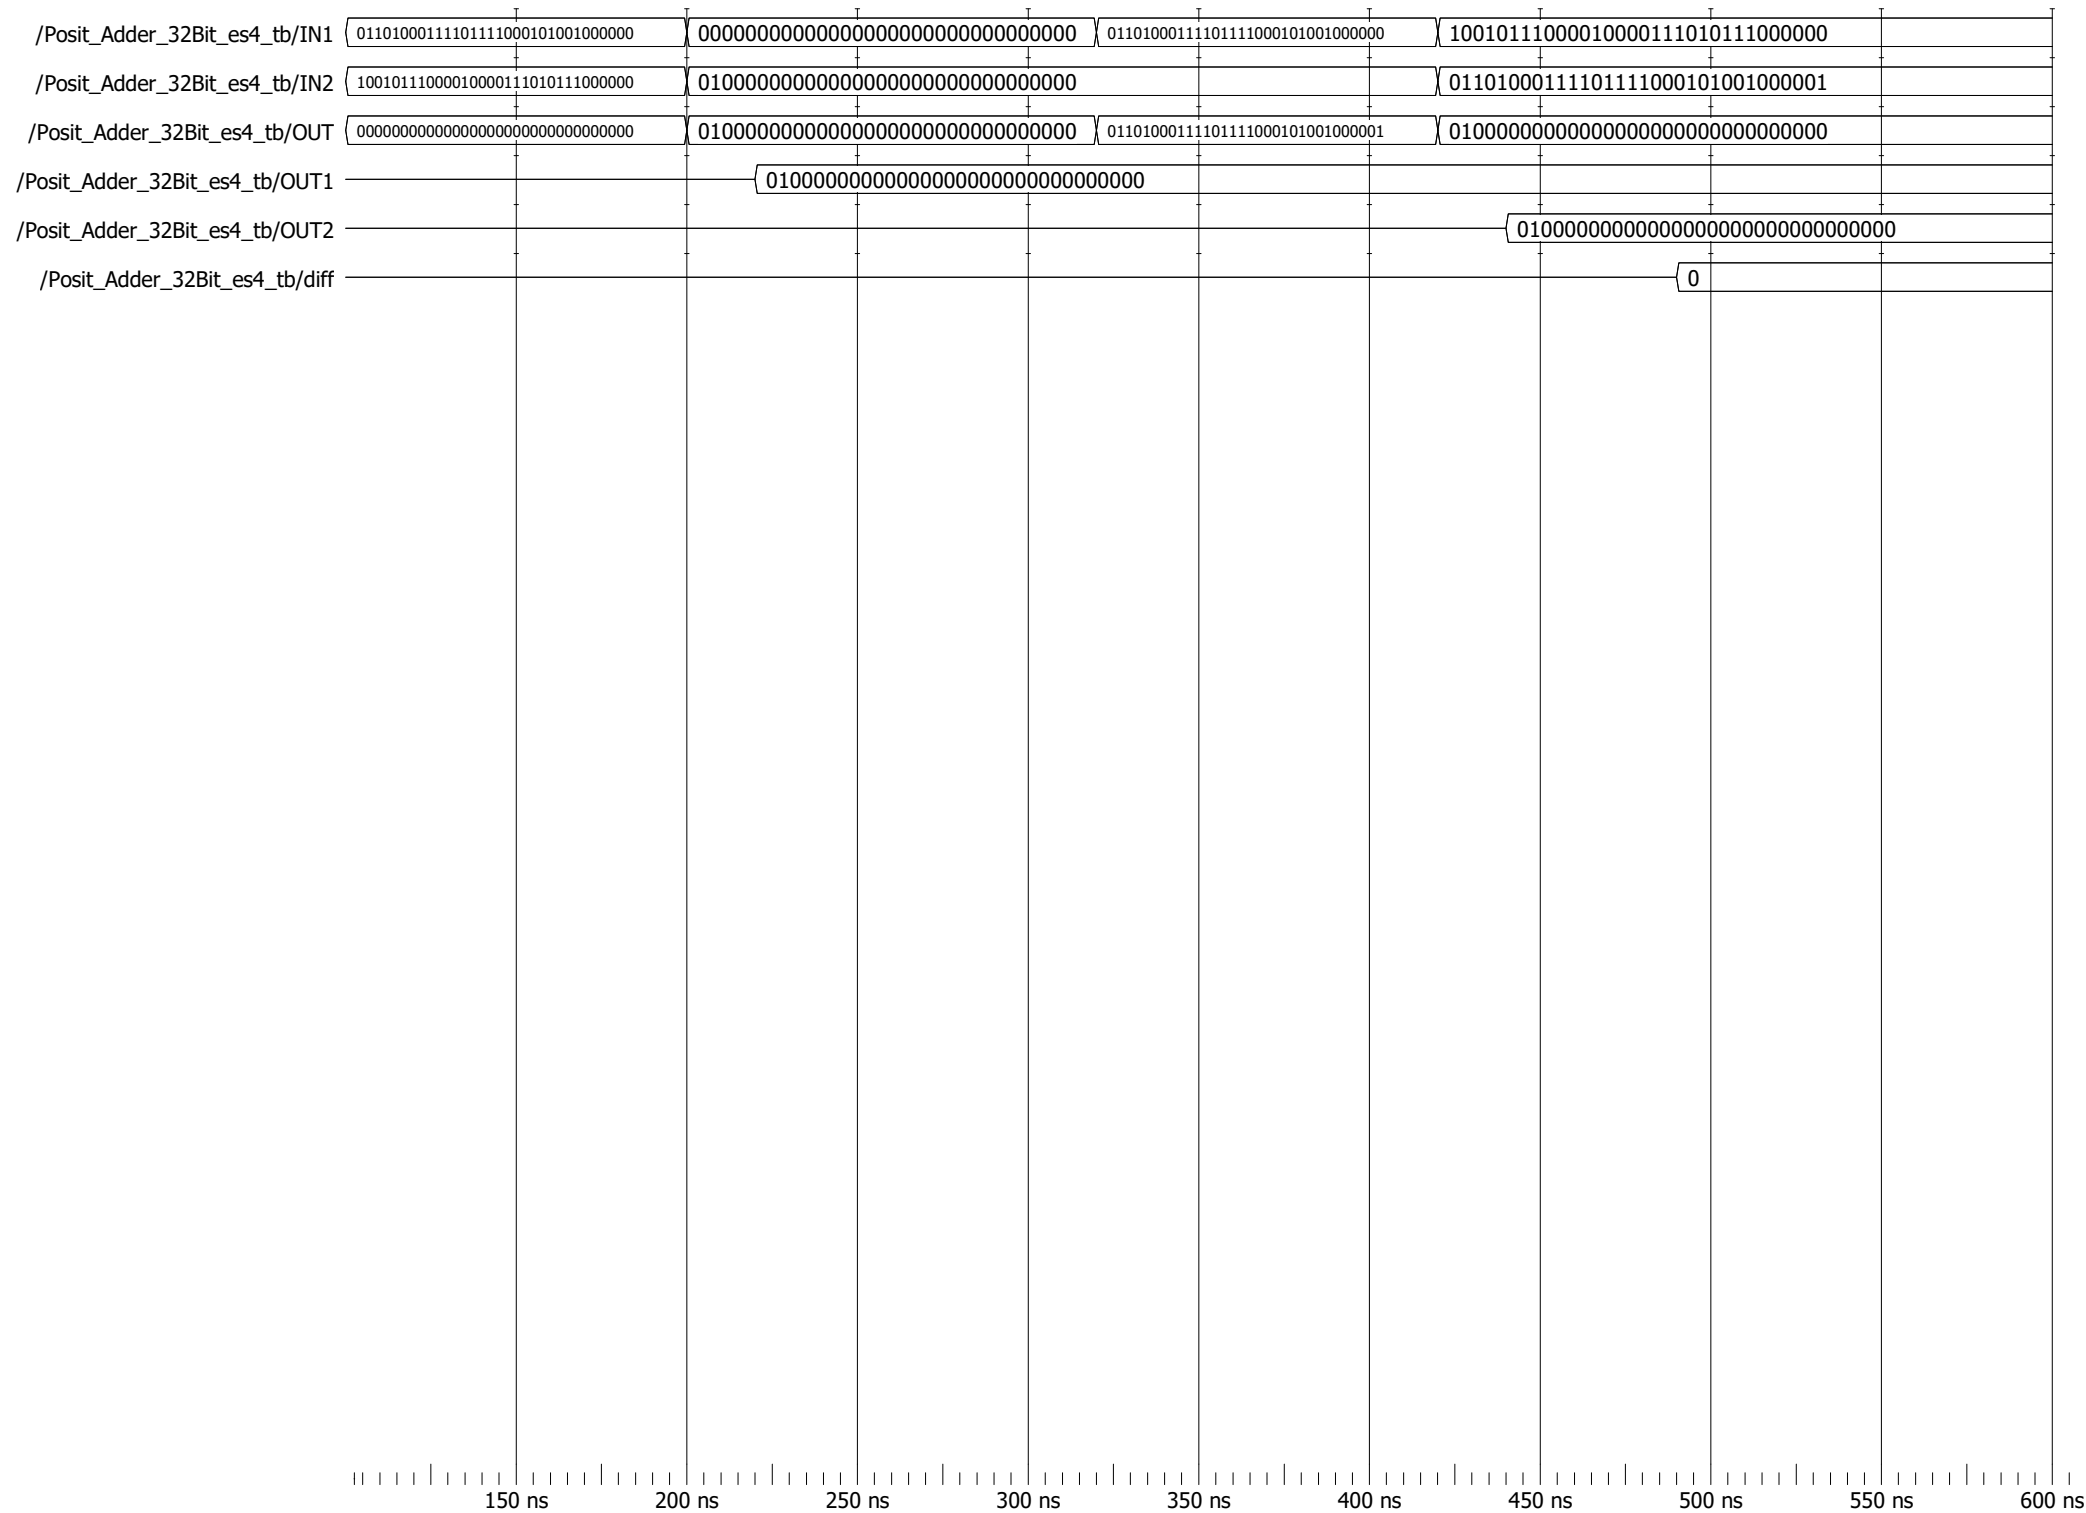 /Posit_Adder_32Bit_es4_tb/IN1 01101000111101111000101001000000 00000000000000000000000000000000 01101000111101111000101001000000 10010111000010000111010111000000
/Posit_Adder_32Bit_es4_tb/IN2 10010111000010000111010111000000 01000000000000000000000000000000 01101000111101111000101001000001
/Posit_Adder_32Bit_es4_tb/OUT 00000000000000000000000000000000 01000000000000000000000000000000 01101000111101111000101001000001 01000000000000000000000000000000
/Posit_Adder_32Bit_es4_tb/OUT1 01000000000000000000000000000000
/Posit_Adder_32Bit_es4_tb/OUT2 01000000000000000000000000000000
/Posit_Adder_32Bit_es4_tb/diff 0
150 ns 200 ns 250 ns 300 ns 350 ns 400 ns 450 ns 500 ns 550 ns 600 ns